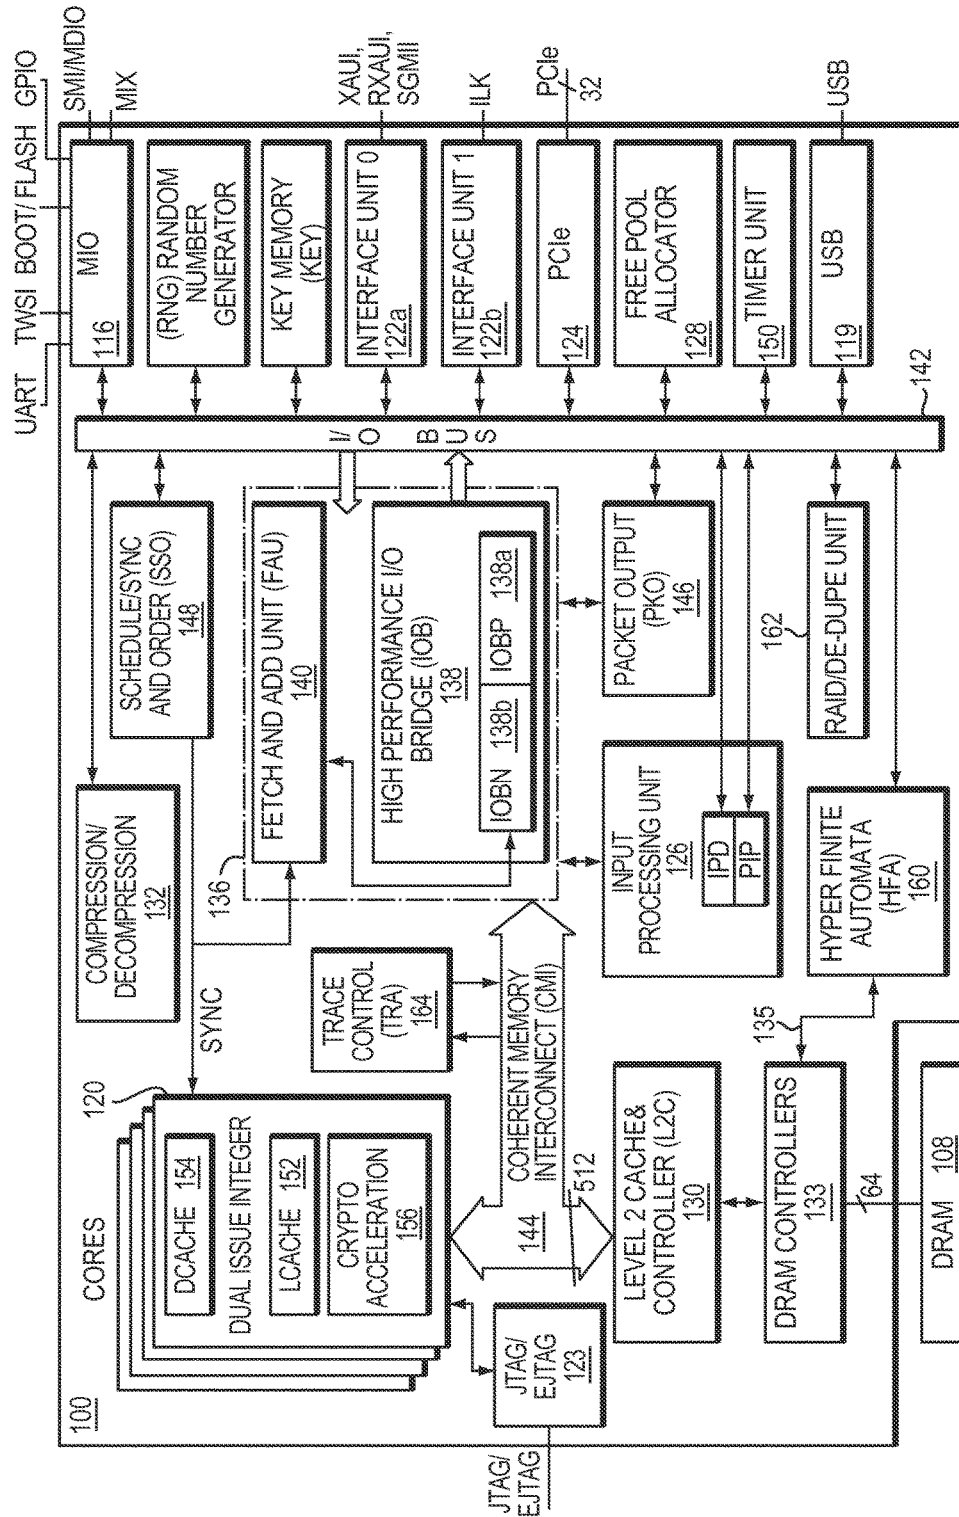 100
CORES
120
DCACHE 154
DUAL ISSUE INTEGER
LCACHE 152
CRYPTO
ACCELERATION
156
JTAG/
EJTAG
JTAG/
EJTAG
123
SYNC
COMPRESSION/
DECOMPRESSION
132
SCHEDULE/SYNC
AND ORDER (SSO)
148
TRACE
CONTROL
(TRA)
164
136
FETCH AND ADD UNIT (FAU)
140
HIGH PERFORMANCE I/O
BRIDGE (IOB)
138
IOBN 138b
IOBP 138a
144
COHERENT MEMORY
INTERCONNECT (CMI)
512
LEVEL 2 CACHE&
CONTROLLER (L2C)
130
DRAM CONTROLLERS
133
64
DRAM 108
135
INPUT
PROCESSING UNIT
126
IPD
PIP
PACKET OUTPUT
(PKO)
146
HYPER FINITE
AUTOMATA
(HFA)
160
162
RAID/DE-DUPE UNIT
I/O BUS
142
UART
TWSI
BOOT/FLASH
GPIO
SMI/MDIO
MIX
116 MIO
(RNG) RANDOM
NUMBER
GENERATOR
KEY MEMORY
(KEY)
INTERFACE UNIT 0
122a
XAUI,
RXAUI,
SGMII
INTERFACE UNIT 1
122b
ILK
PCIe
124
PCIe
32
FREE POOL
ALLOCATOR
128
TIMER UNIT
150
USB
119
USB